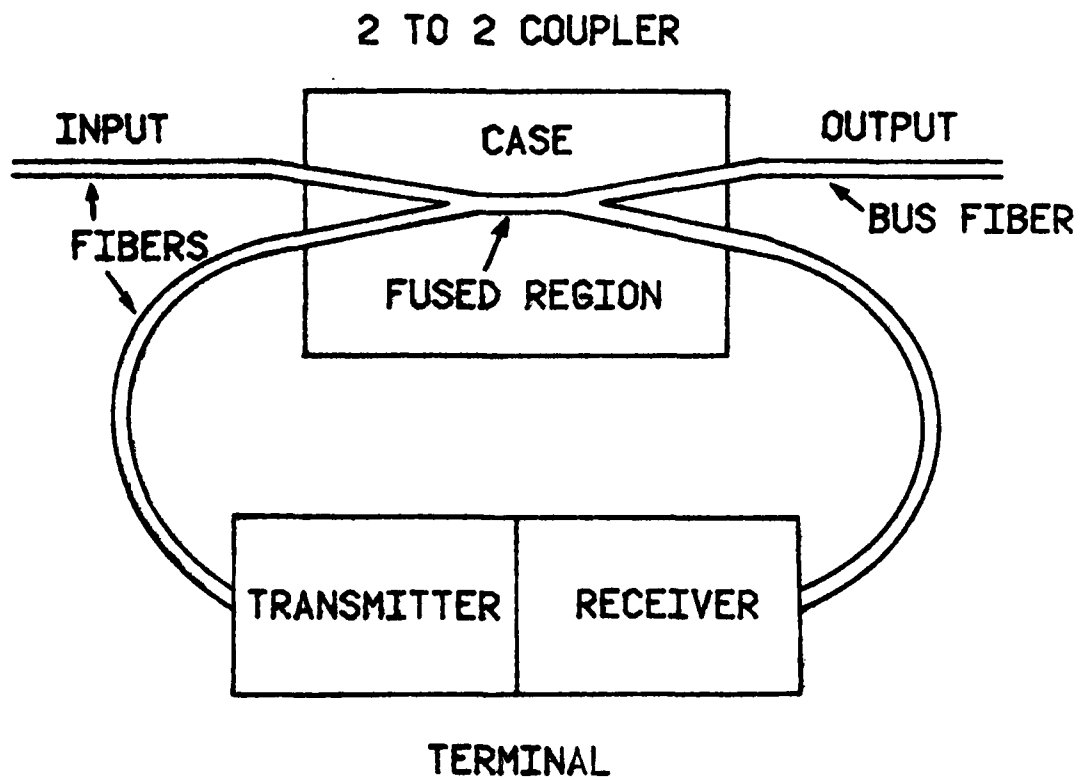 2 TO 2 COUPLER
INPUT
CASE
OUTPUT
FIBERS
BUS FIBER
FUSED REGION
TRANSMITTER
RECEIVER
TERMINAL